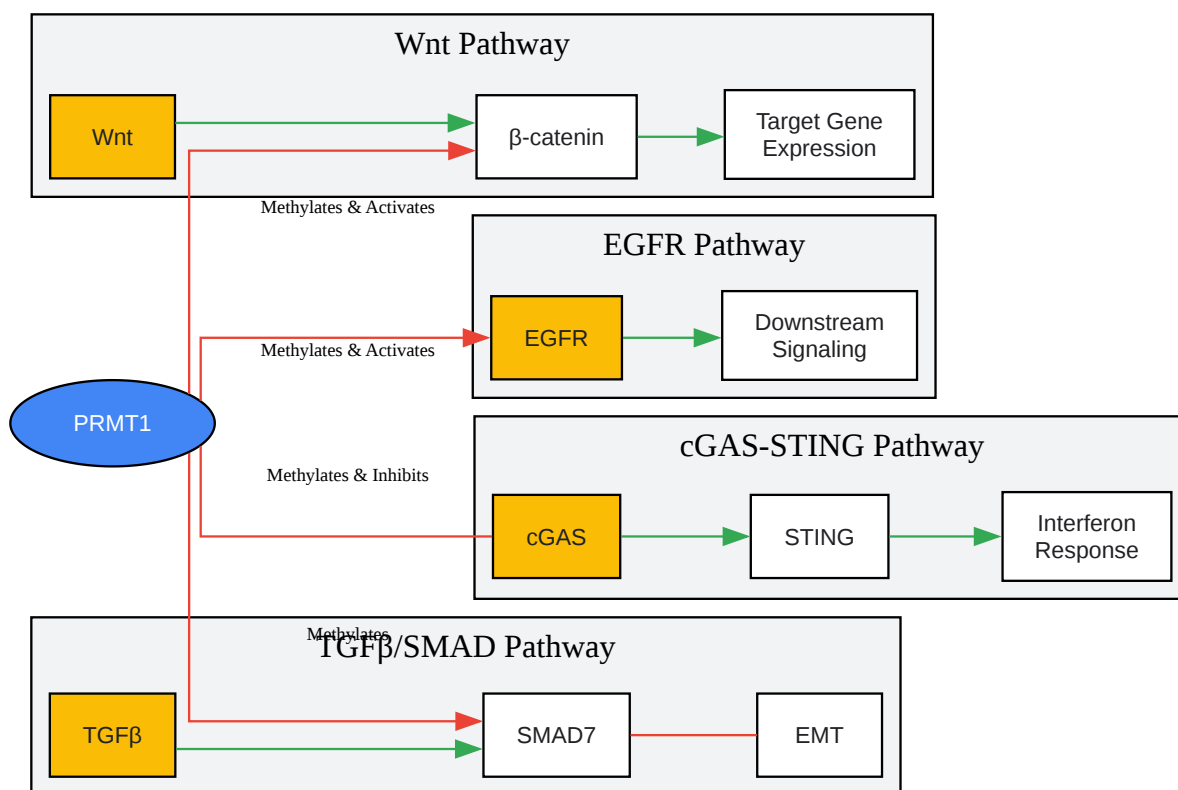 Wnt Pathway
Wnt
β-catenin
Target Gene
Expression
Methylates & Activates
EGFR Pathway
EGFR
Downstream
Signaling
Methylates & Activates
PRMT1
cGAS-STING Pathway
Methylates & Inhibits
cGAS
STING
Interferon
Response
Methylates
TGFβ/SMAD Pathway
TGFβ
SMAD7
EMT